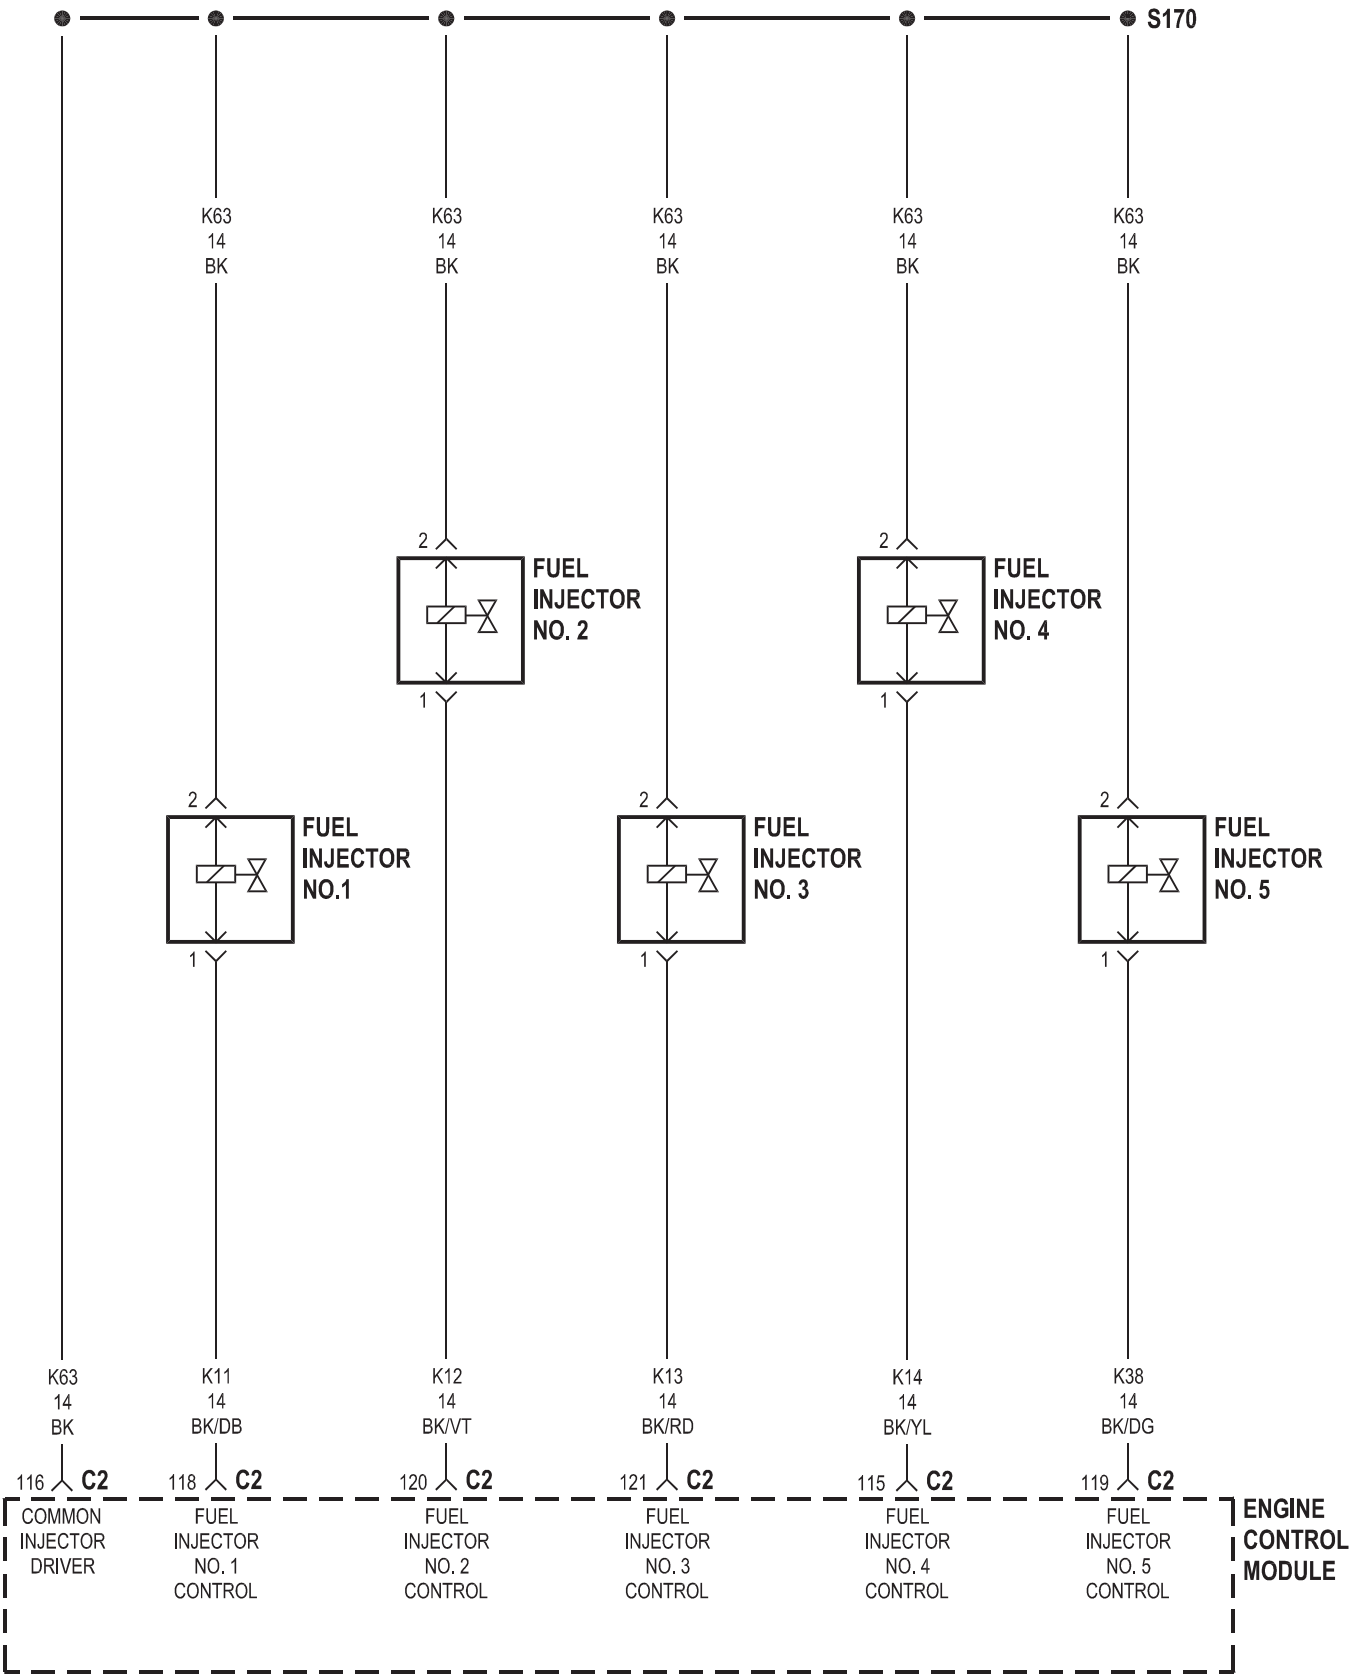 S170
K63
14
BK
K63
14
BK
K63
14
BK
K63
14
BK
K63
14
BK
2
FUEL
INJECTOR
NO. 2
1
2
FUEL
INJECTOR
NO. 4
1
2
FUEL
INJECTOR
NO.1
1
2
FUEL
INJECTOR
NO. 3
1
2
FUEL
INJECTOR
NO. 5
1
K63
14
BK
K11
14
BK/DB
K12
14
BK/VT
K13
14
BK/RD
K14
14
BK/YL
K38
14
BK/DG
116 C2
118 C2
120 C2
121 C2
115 C2
119 C2
COMMON
INJECTOR
DRIVER
FUEL
INJECTOR
NO. 1
CONTROL
FUEL
INJECTOR
NO. 2
CONTROL
FUEL
INJECTOR
NO. 3
CONTROL
FUEL
INJECTOR
NO. 4
CONTROL
FUEL
INJECTOR
NO. 5
CONTROL
ENGINE
CONTROL
MODULE